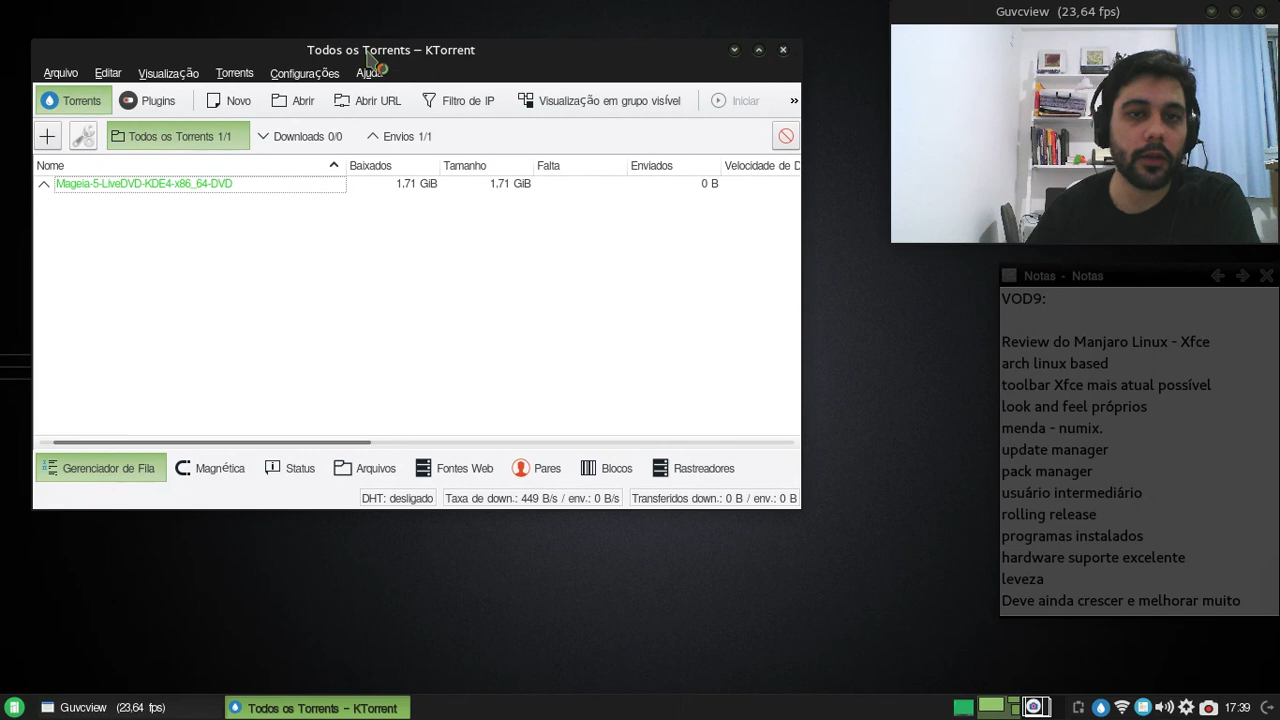 Guvcview (23,64 fps)
Todos os Torrents – KTorrent
Arquivo Editar Visualização Torrents Configurações Ajuda
Torrents Plugins Novo Abrir Abrir URL Filtro de IP Visualização em grupo visível Iniciar »
Todos os Torrents 1/1 Downloads 0/0 Envios 1/1
Nome Baixados Tamanho Falta Enviados Velocidade de D
Mageia-5-LiveDVD-KDE4-x86_64-DVD 1,71 GiB 1,71 GiB 0 B
Gerenciador de Fila Magnética Status Arquivos Fontes Web Pares Blocos Rastreadores
DHT: desligado Taxa de down.: 449 B/s / env.: 0 B/s Transferidos down.: 0 B / env.: 0 B
Notas - Notas
VOD9:
Review do Manjaro Linux - Xfce
arch linux based
toolbar Xfce mais atual possível
look and feel próprios
menda - numix.
update manager
pack manager
usuário intermediário
rolling release
programas instalados
hardware suporte excelente
leveza
Deve ainda crescer e melhorar muito
Guvcview (23,64 fps) Todos os Torrents – KTorrent 17:39